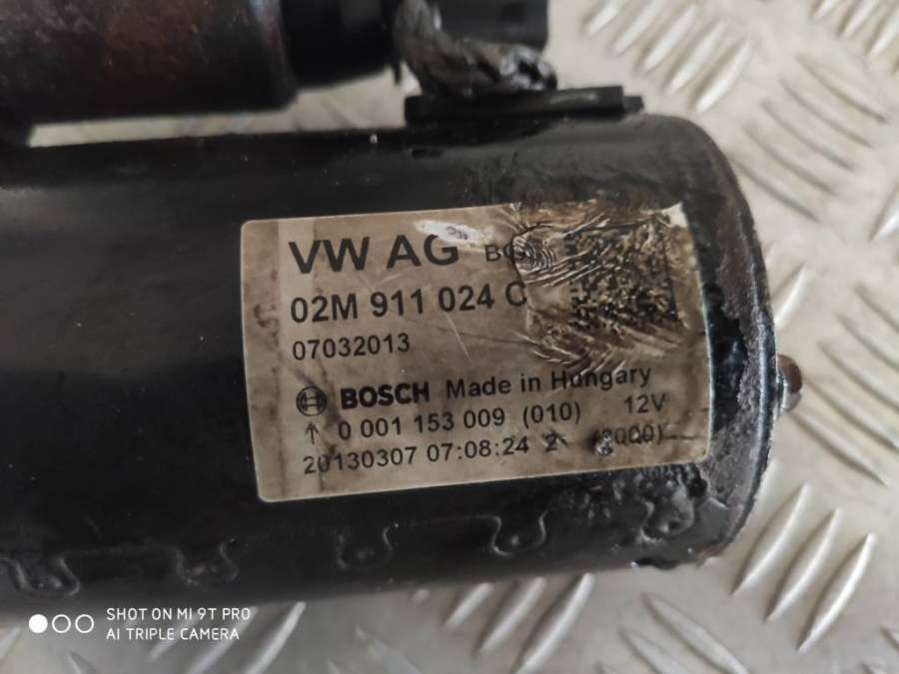 VW AG
02M 911 024 C
07032013
BOSCH Made in Hungary
↑ 0 001 153 009 (010) 12V
20130307 07:08:24 2
SHOT ON MI 9T PRO
AI TRIPLE CAMERA